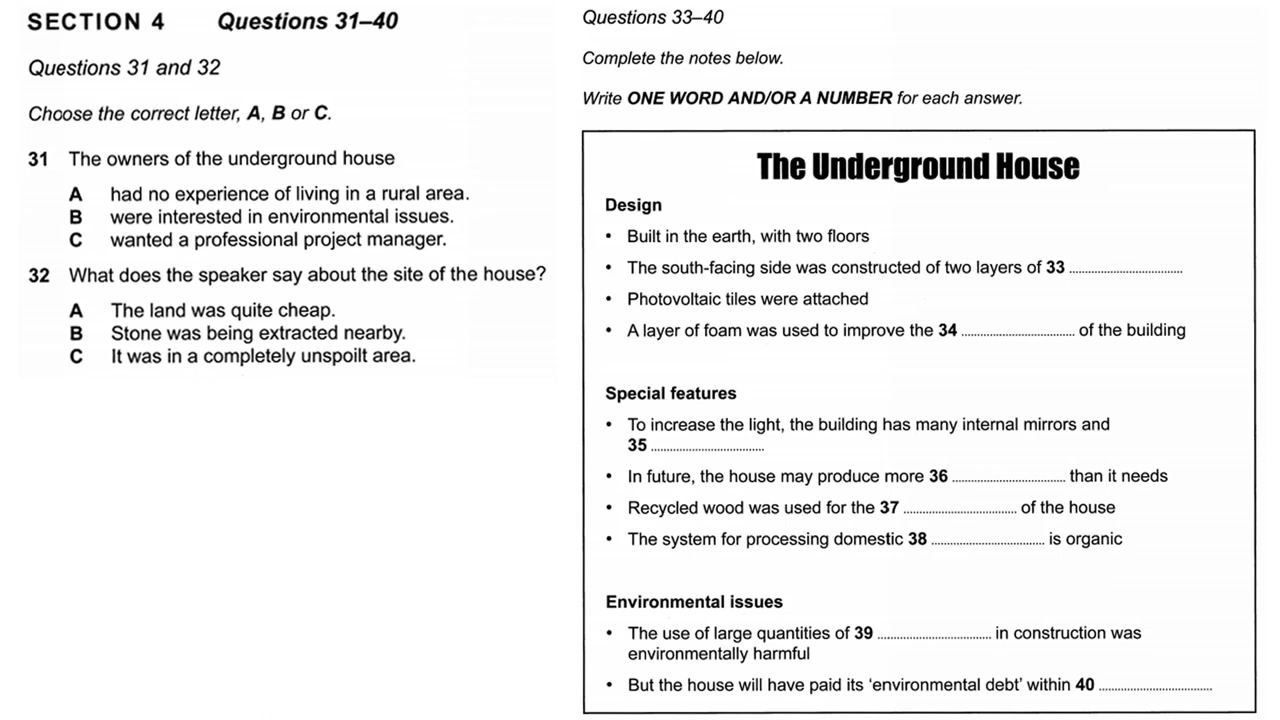 SECTION 4 Questions 31–40
Questions 31 and 32
Choose the correct letter, A, B or C.
31 The owners of the underground house
A had no experience of living in a rural area.
B were interested in environmental issues.
C wanted a professional project manager.
32 What does the speaker say about the site of the house?
A The land was quite cheap.
B Stone was being extracted nearby.
C It was in a completely unspoilt area.
Questions 33–40
Complete the notes below.
Write ONE WORD AND/OR A NUMBER for each answer.
The Underground House
Design
• Built in the earth, with two floors
• The south-facing side was constructed of two layers of 33 ..................................
• Photovoltaic tiles were attached
• A layer of foam was used to improve the 34 .................................. of the building
Special features
• To increase the light, the building has many internal mirrors and
35 ..................................
• In future, the house may produce more 36 .................................. than it needs
• Recycled wood was used for the 37 .................................. of the house
• The system for processing domestic 38 .................................. is organic
Environmental issues
• The use of large quantities of 39 .................................. in construction was
environmentally harmful
• But the house will have paid its ‘environmental debt’ within 40 ..................................